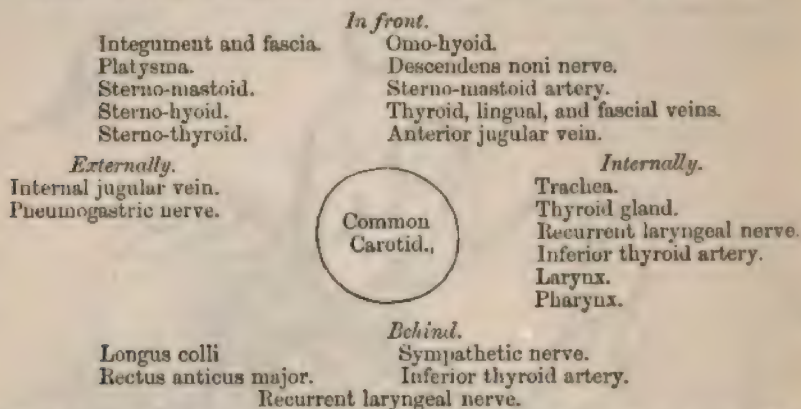 In front.
Integument and fascia. Omo-hyoid.
Platysma. Descendens noni nerve.
Sterno-mastoid. Sterno-mastoid artery.
Sterno-hyoid. Thyroid, lingual, and fascial veins.
Sterno-thyroid. Anterior jugular vein.
Externally. Internally.
Internal jugular vein. Trachea.
Pneumogastric nerve. Thyroid gland.
Common Recurrent laryngeal nerve.
Carotid. Inferior thyroid artery.
Larynx.
Pharynx.
Behind.
Longus colli Sympathetic nerve.
Rectus anticus major. Inferior thyroid artery.
Recurrent laryngeal nerve.